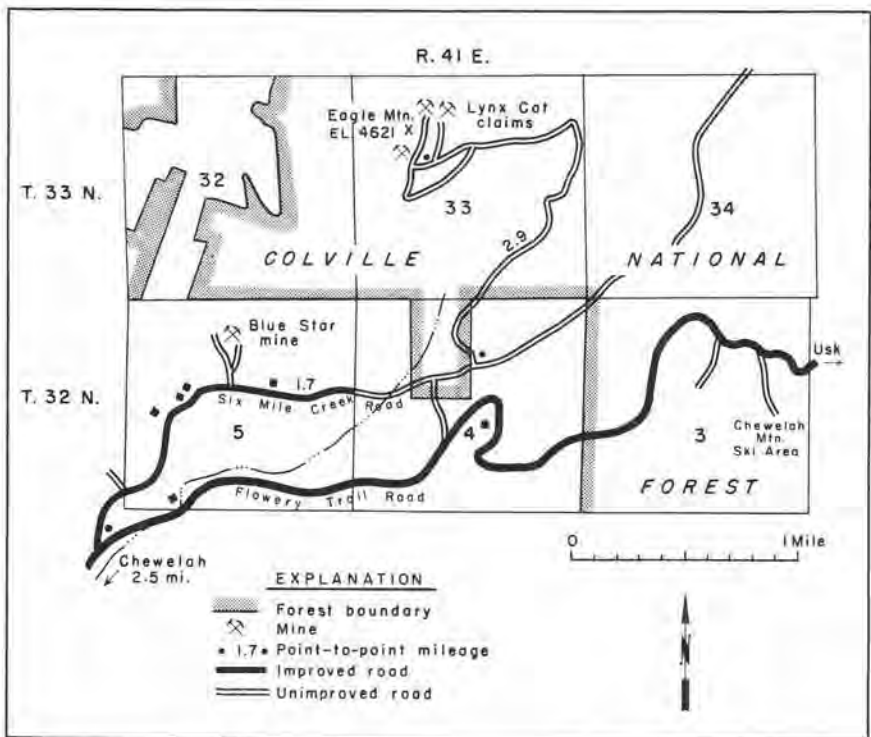 R. 41 E.
Eagle Mtn.
EL. 4621 X
Lynx Cat
claims
T. 33 N.
32
33
34
2.9
COLVILLE
NATIONAL
Blue Star
mine
Usk
T. 32 N.
1.7
Six Mile Creek Road
5
4
3
Chewelah
Mtn.
Ski Area
Flowery Trail Road
FOREST
0
1 Mile
Chewelah
2.5 mi.
EXPLANATION
Forest boundary
Mine
1.7 Point-to-point mileage
Improved road
Unimproved road
N